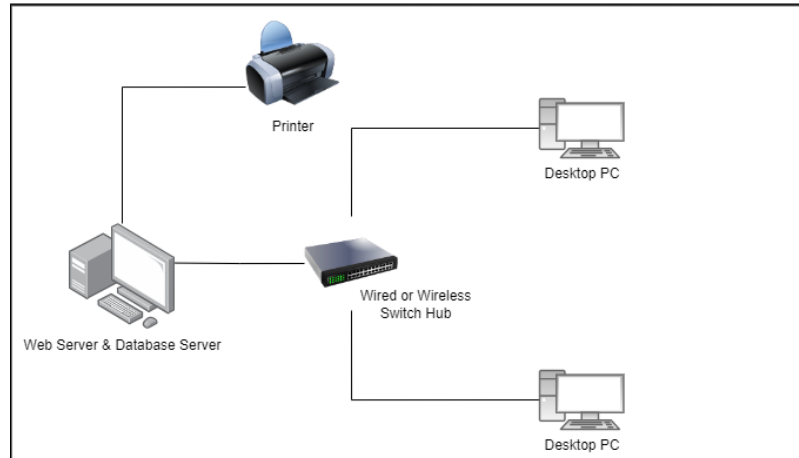 Printer
Desktop PC
Wired or Wireless
Switch Hub
Web Server & Database Server
Desktop PC